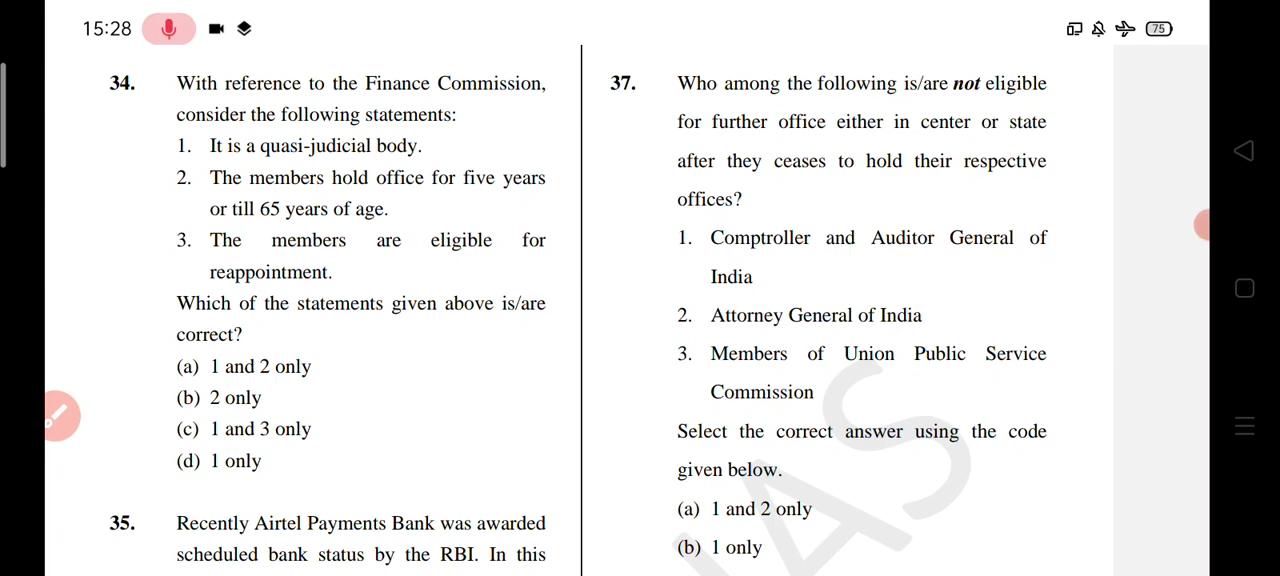 15:28
75
34. With reference to the Finance Commission,
consider the following statements:
1. It is a quasi-judicial body.
2. The members hold office for five years
or till 65 years of age.
3. The members are eligible for
reappointment.
Which of the statements given above is/are
correct?
(a) 1 and 2 only
(b) 2 only
(c) 1 and 3 only
(d) 1 only
35. Recently Airtel Payments Bank was awarded
scheduled bank status by the RBI. In this
37. Who among the following is/are not eligible
for further office either in center or state
after they ceases to hold their respective
offices?
1. Comptroller and Auditor General of
India
2. Attorney General of India
3. Members of Union Public Service
Commission
Select the correct answer using the code
given below.
(a) 1 and 2 only
(b) 1 only
IAS